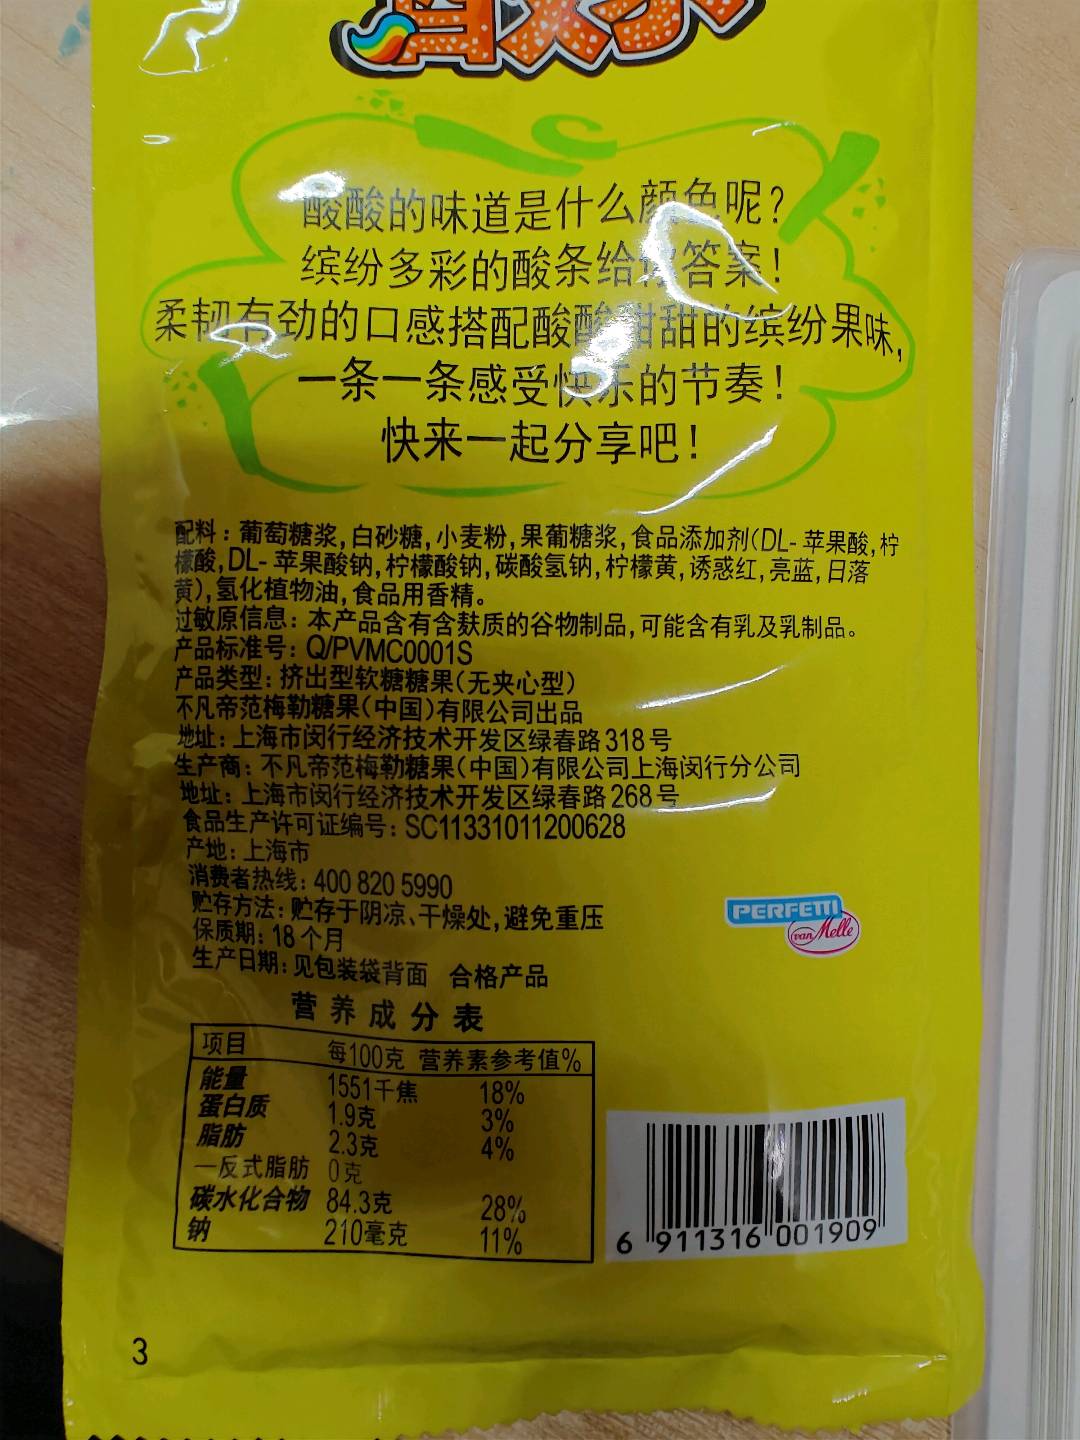 酸条
酸酸的味道是什么颜色呢?
缤纷多彩的酸条给你答案!
柔韧有劲的口感搭配酸酸甜甜的缤纷果味,
一条一条感受快乐的节奏!
快来一起分享吧!
配料:葡萄糖浆,白砂糖,小麦粉,果葡糖浆,食品添加剂(DL-苹果酸,柠
檬酸,DL-苹果酸钠,柠檬酸钠,碳酸氢钠,柠檬黄,诱惑红,亮蓝,日落
黄),氢化植物油,食品用香精。
过敏原信息:本产品含有含麸质的谷物制品,可能含有乳及乳制品。
产品标准号:Q/PVMC0001S
产品类型:挤出型软糖糖果(无夹心型)
不凡帝范梅勒糖果(中国)有限公司出品
地址:上海市闵行经济技术开发区绿春路318号
生产商:不凡帝范梅勒糖果(中国)有限公司上海闵行分公司
地址:上海市闵行经济技术开发区绿春路268号
食品生产许可证编号:SC11331011200628
产地:上海市
消费者热线:400 820 5990
贮存方法:贮存于阴凉、干燥处,避免重压
保质期:18个月
生产日期:见包装袋背面 合格产品
PERFETTI
van Melle
营养成分表
项目 每100克 营养素参考值%
能量 1551千焦 18%
蛋白质 1.9克 3%
脂肪 2.3克 4%
—反式脂肪 0克
碳水化合物 84.3克 28%
钠 210毫克 11%
6 911316 001909
3